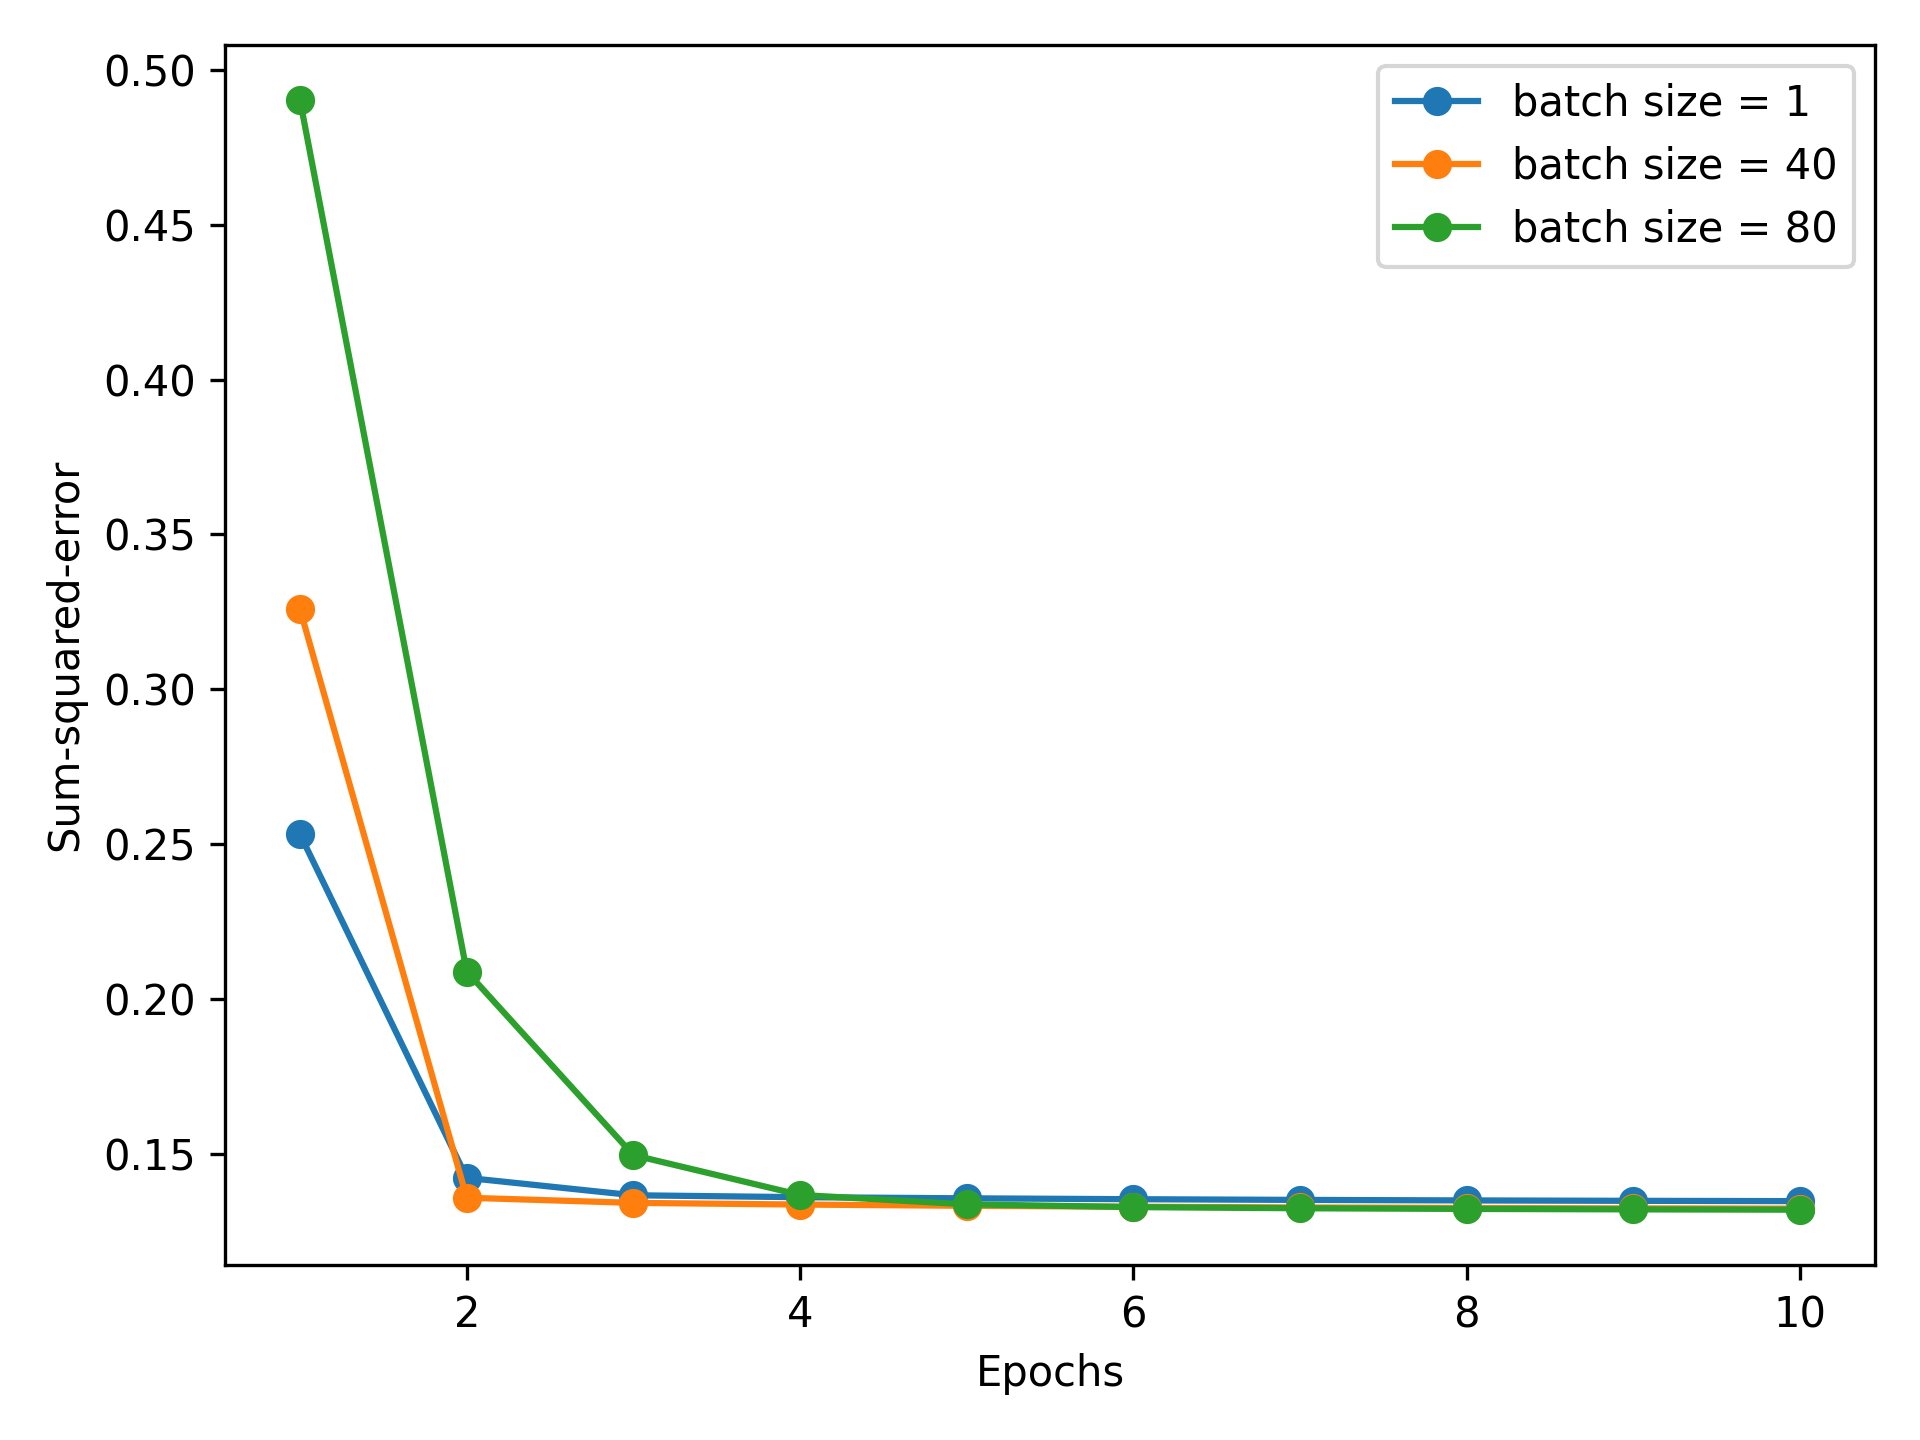 0.50
0.45
0.40
0.35
0.30
0.25
0.20
0.15
Sum-squared-error
batch size = 1
batch size = 40
batch size = 80
2 4 6 8 10
Epochs